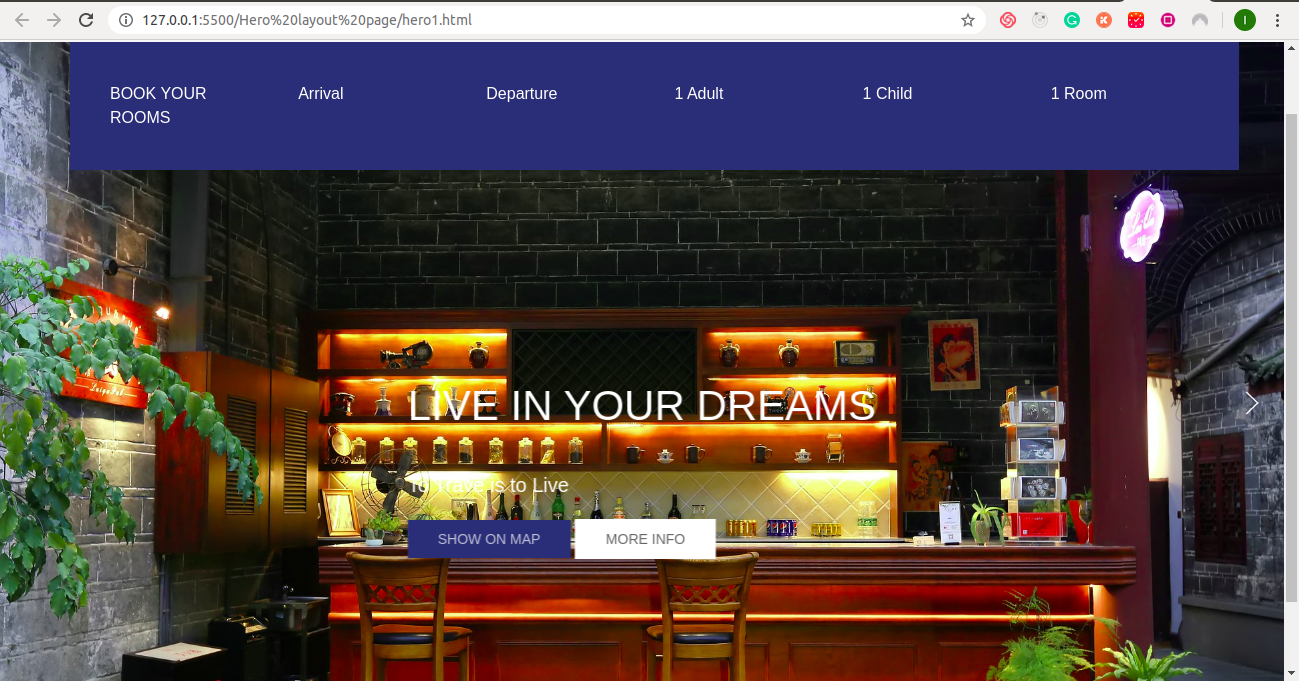 127.0.0.1:5500/Hero%20layout%20page/hero1.html
BOOK YOUR
ROOMS
Arrival
Departure
1 Adult
1 Child
1 Room
LIVE IN YOUR DREAMS
To Trave is to Live
SHOW ON MAP
MORE INFO